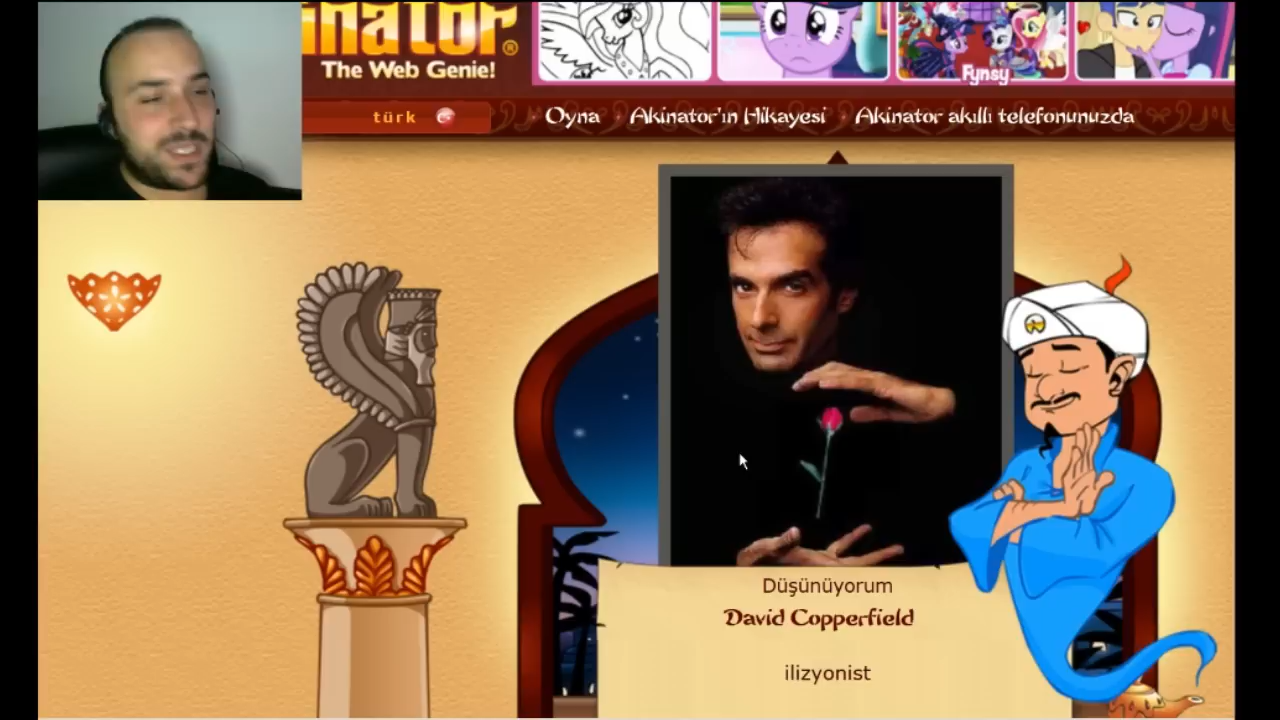 inator®
The Web Genie!
Fynsy
türk
Oyna
Akinator'ın Hikayesi
Akinator akıllı telefonunuzda
Düşünüyorum
David Copperfield
ilizyonist